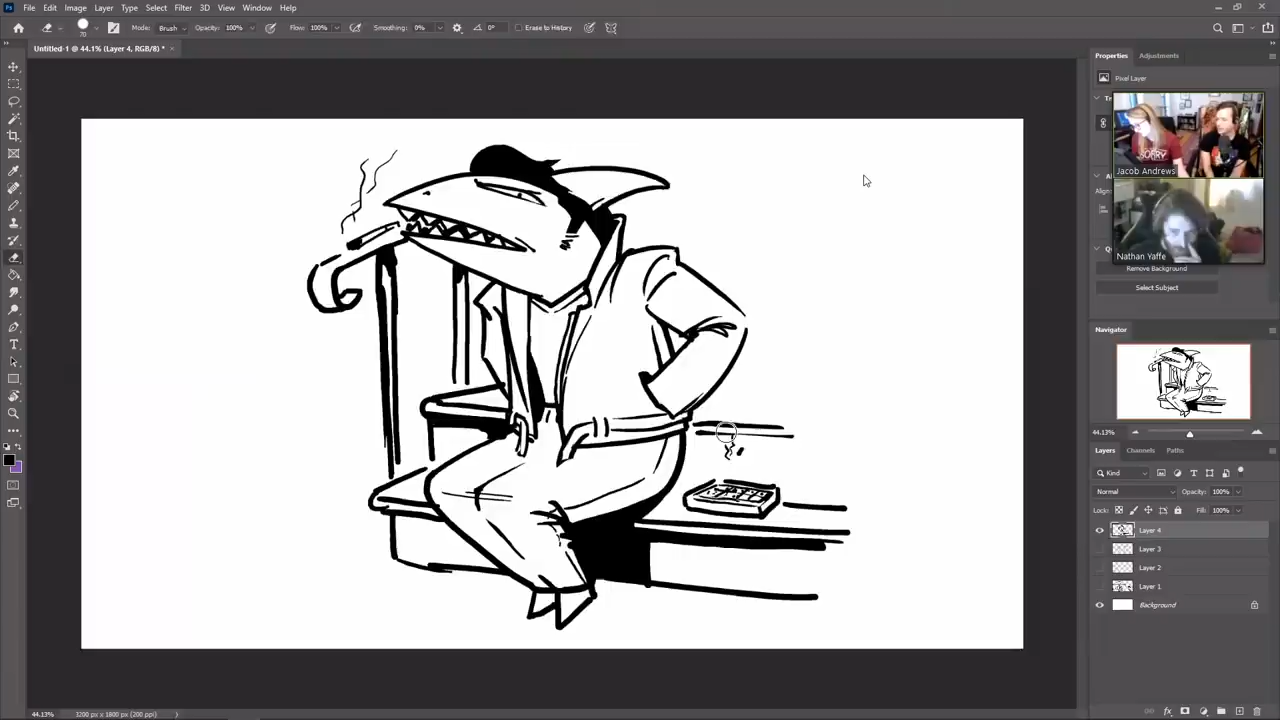 File Edit Image Layer Type Select Filter 3D View Window Help
Mode: Brush Opacity: 100% Flow: 100% Smoothing: 0% 0° Erase to History
Untitled-1 @ 44.1% (Layer 4, RGB/8) *
Properties Adjustments
Pixel Layer
SORRY
Jacob Andrews
Nathan Yaffe
Remove Background
Select Subject
Navigator
44.13%
Layers Channels Paths
Kind
Normal Opacity: 100%
Lock: Fill: 100%
Layer 4
Layer 3
Layer 2
Layer 1
Background
44.13% 3200 px x 1800 px (200 ppi)